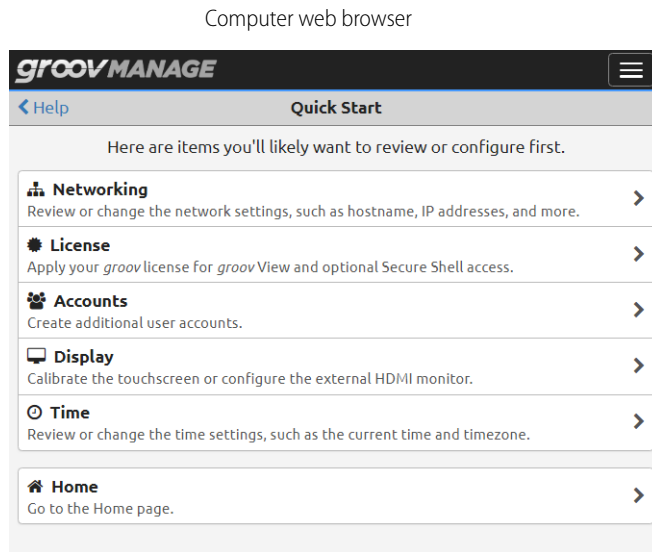 Computer web browser
groov MANAGE
Help
Quick Start
Here are items you'll likely want to review or configure first.
Networking
Review or change the network settings, such as hostname, IP addresses, and more.
License
Apply your groov license for groov View and optional Secure Shell access.
Accounts
Create additional user accounts.
Display
Calibrate the touchscreen or configure the external HDMI monitor.
Time
Review or change the time settings, such as the current time and timezone.
Home
Go to the Home page.